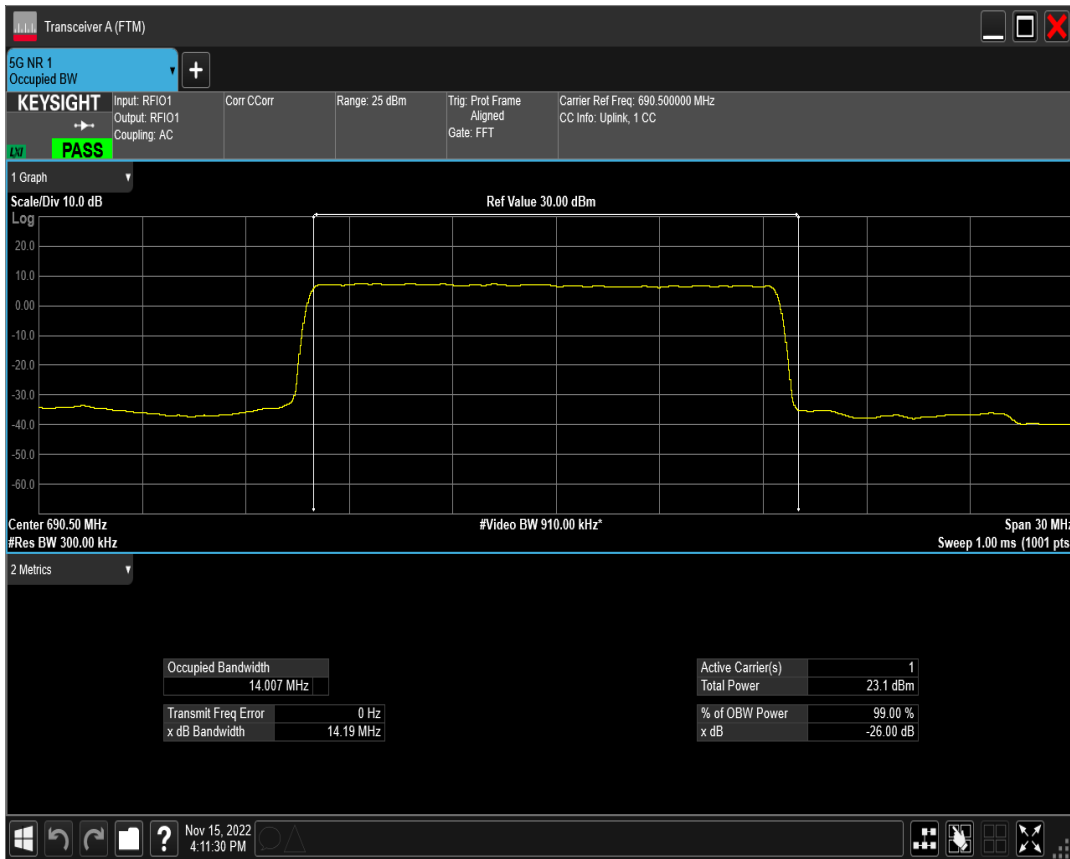 Transceiver A (FTM)
5G NR 1
Occupied BW
+
KEYSIGHT
LXI
PASS
Input: RFIO1
Output: RFIO1
Coupling: AC
Corr CCorr
Range: 25 dBm
Trig: Prot Frame
Aligned
Gate: FFT
Carrier Ref Freq: 690.500000 MHz
CC Info: Uplink, 1 CC
1 Graph
Scale/Div 10.0 dB
Ref Value 30.00 dBm
Log
20.0
10.0
0.00
-10.0
-20.0
-30.0
-40.0
-50.0
-60.0
Center 690.50 MHz
#Video BW 910.00 kHz*
Span 30 MHz
#Res BW 300.00 kHz
Sweep 1.00 ms (1001 pts
2 Metrics
Occupied Bandwidth
14.007 MHz
Transmit Freq Error 0 Hz
x dB Bandwidth 14.19 MHz
Active Carrier(s) 1
Total Power 23.1 dBm
% of OBW Power 99.00 %
x dB -26.00 dB
?
Nov 15, 2022
4:11:30 PM